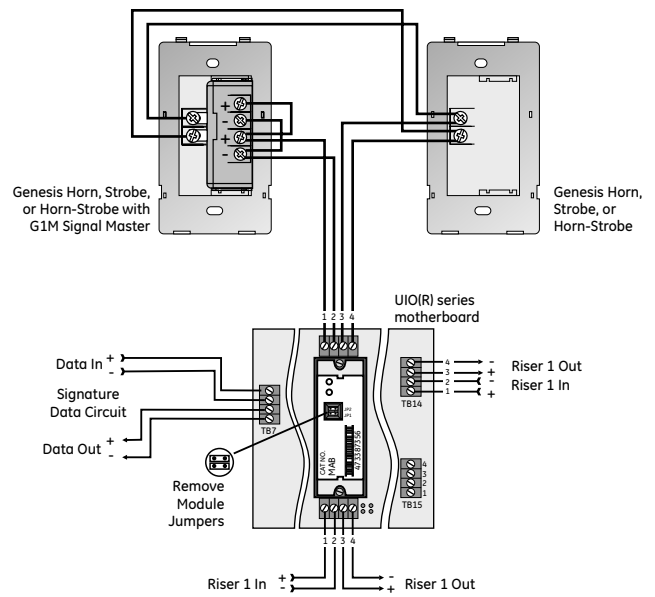 +
-
+
-
Genesis Horn, Strobe,
or Horn-Strobe with
G1M Signal Master
Genesis Horn,
Strobe, or
Horn-Strobe
1 2 3 4
UIO(R) series
motherboard
Data In + -
Signature
Data Circuit
Data Out + -
TB7
JP2
JP1
CAT NO.
MAB
4733387356
Remove
Module
Jumpers
4 - Riser 1 Out
3 +
2 - Riser 1 In
1 +
TB14
4
3
2
1
TB15
1 2 3 4
Riser 1 In + -
- + Riser 1 Out